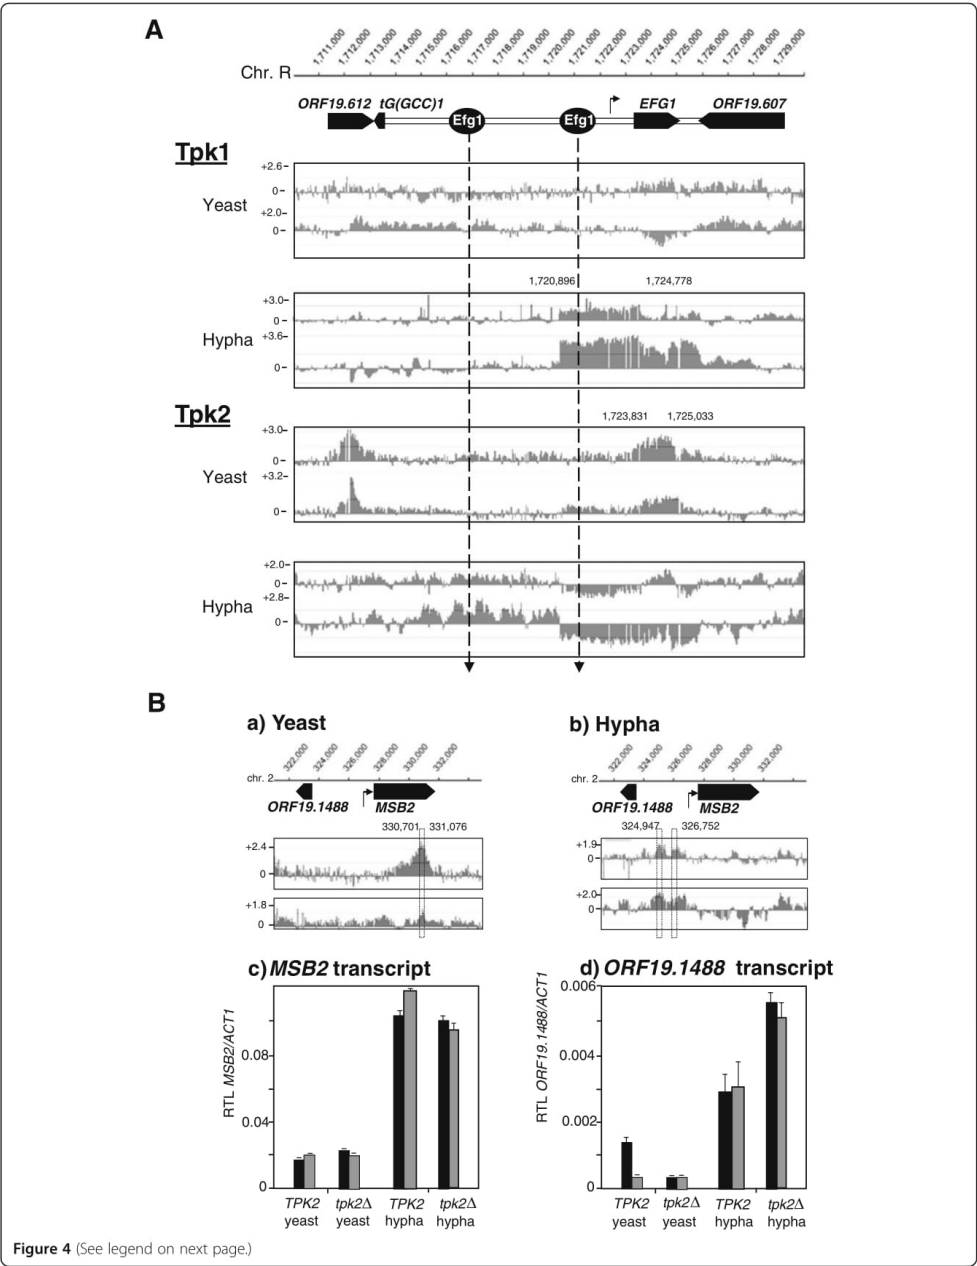 A
1,711,000 1,712,000 1,713,000 1,714,000 1,715,000 1,716,000 1,717,000 1,718,000 1,719,000 1,720,000 1,721,000 1,722,000 1,723,000 1,724,000 1,725,000 1,726,000 1,727,000 1,728,000 1,729,000
Chr. R
ORF19.612 tG(GCC)1 EFG1 ORF19.607
Efg1 Efg1
Tpk1
+2.6
0
Yeast
+2.0
0
1,720,896 1,724,778
+3.0
0
Hypha +3.6
0
Tpk2
1,723,831 1,725,033
+3.0
0
Yeast +3.2
0
+2.0
0
+2.8
Hypha
0
B
a) Yeast b) Hypha
322,000 324,000 326,000 328,000 330,000 332,000 322,000 324,000 326,000 328,000 330,000 332,000
chr. 2 chr. 2
ORF19.1488 MSB2 ORF19.1488 MSB2
330,701 331,076 324,947 326,752
+2.4 +1.9
0 0
+1.8 +2.0
0 0
c) MSB2 transcript d) ORF19.1488 transcript
RTL MSB2/ACT1
0.08
0.04
0
TPK2 tpk2Δ TPK2 tpk2Δ
yeast yeast hypha hypha
RTL ORF19.1488/ACT1
0.006
0.004
0.002
0
TPK2 tpk2Δ TPK2 tpk2Δ
yeast yeast hypha hypha
Figure 4 (See legend on next page.)